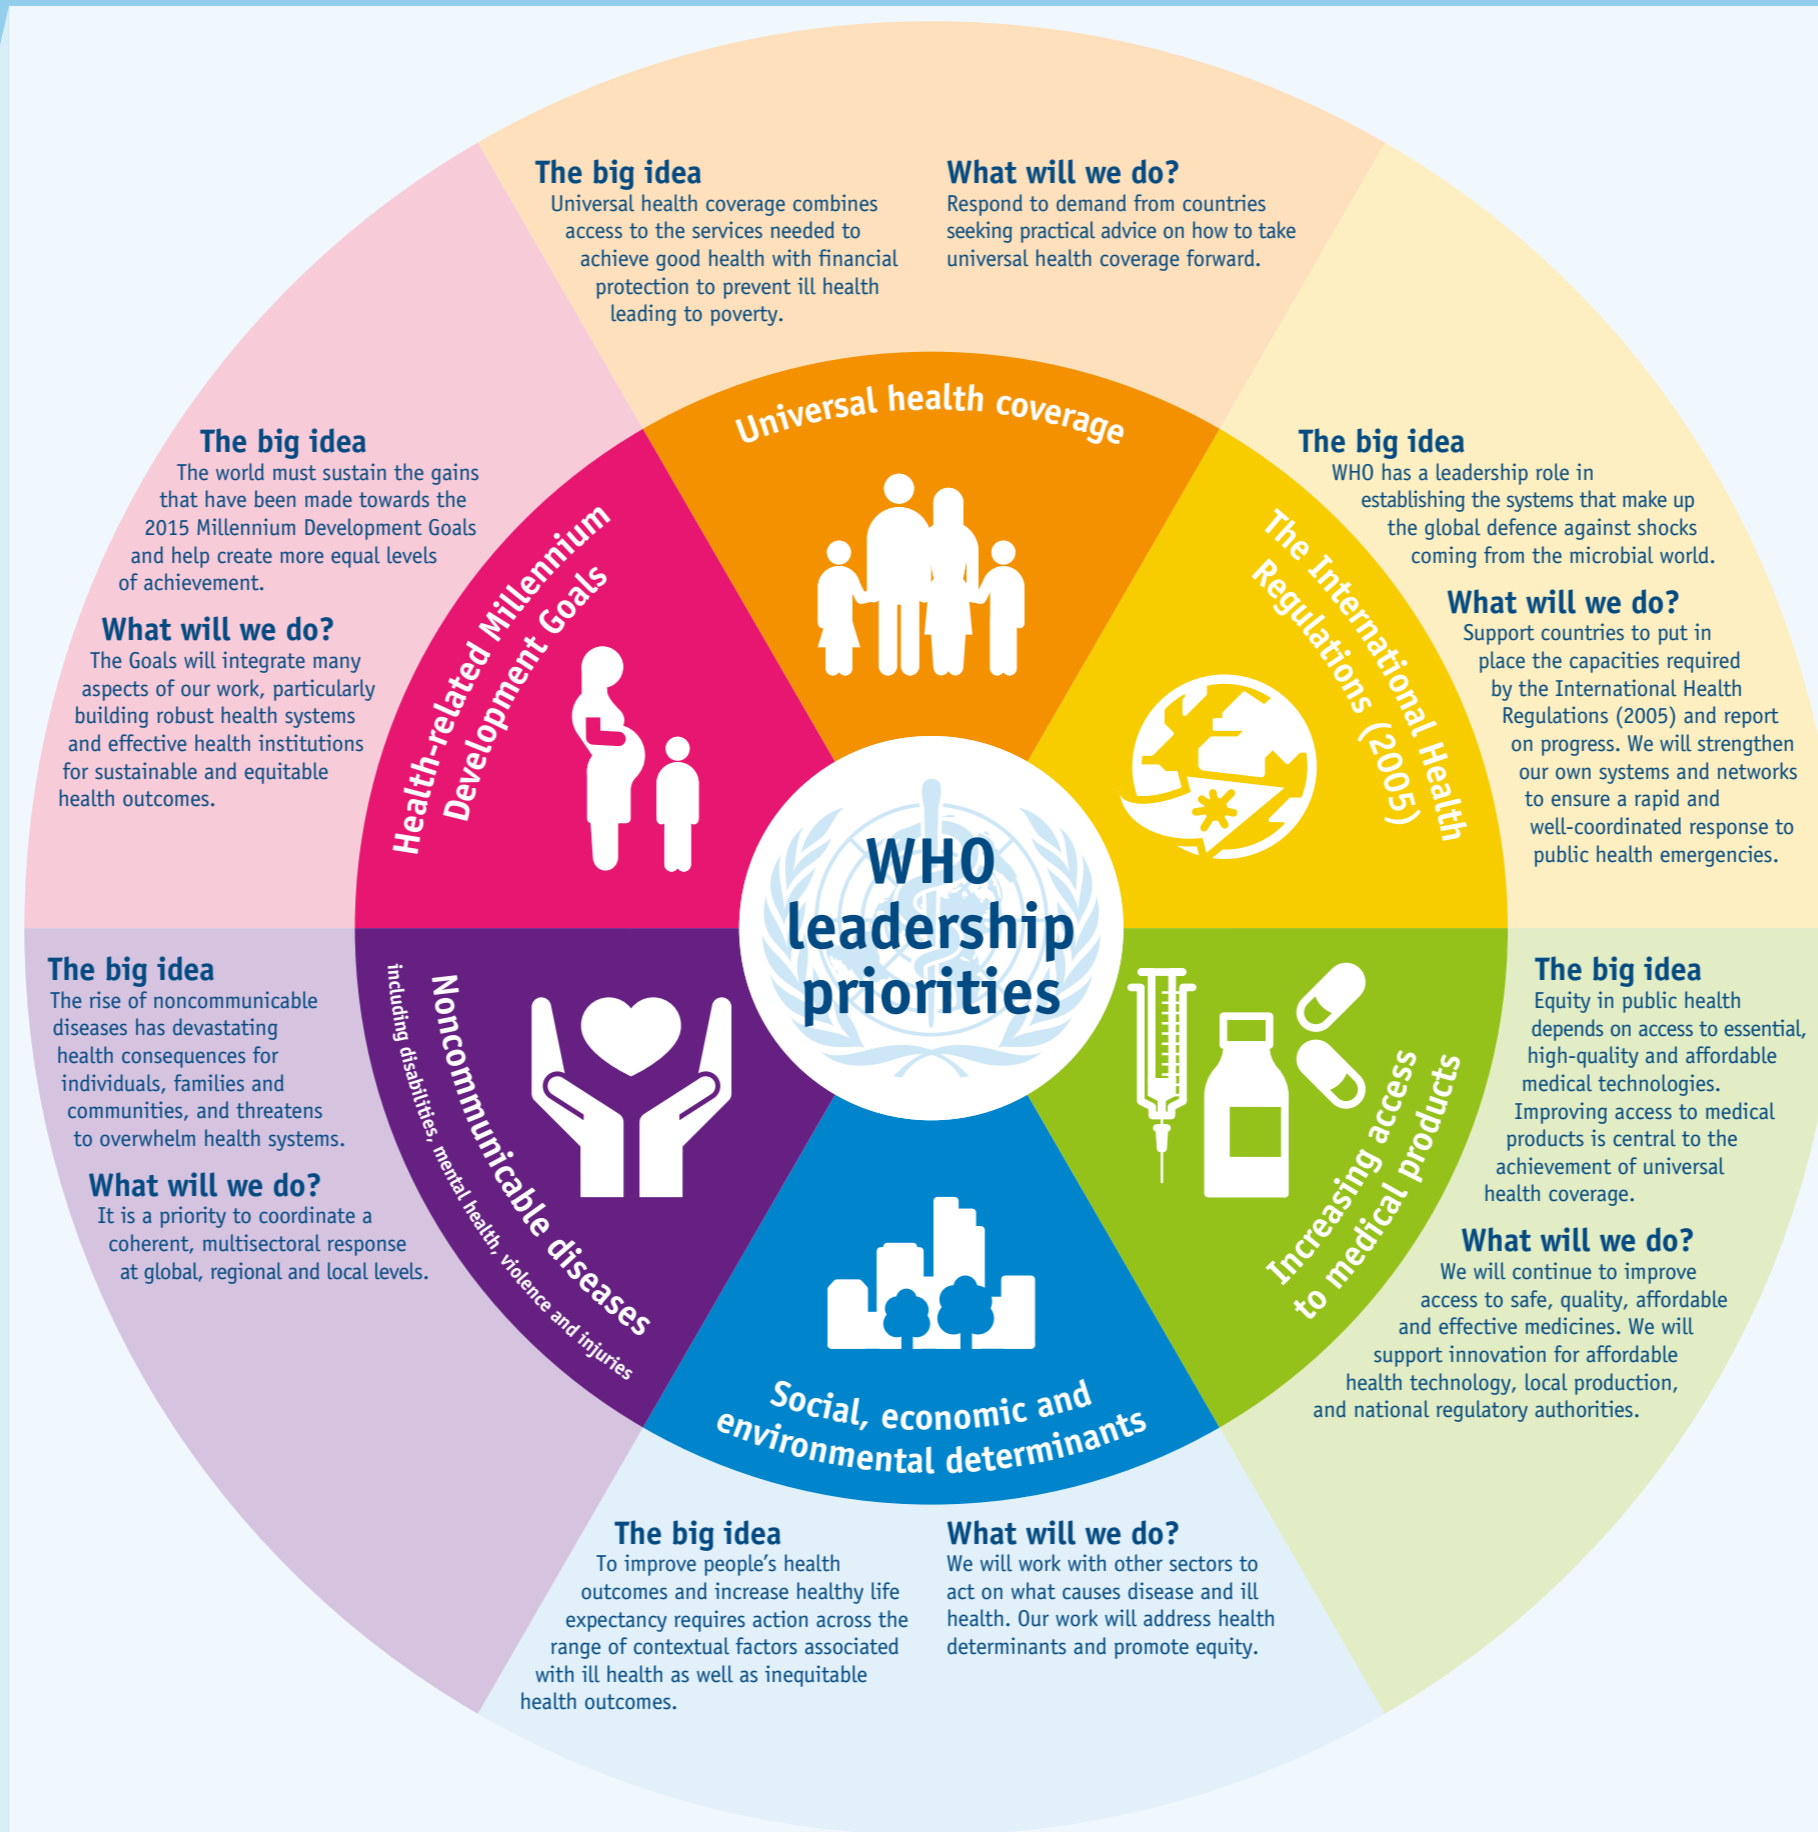 WHO
leadership
priorities
Universal health coverage
The big idea
Universal health coverage combines
access to the services needed to
achieve good health with financial
protection to prevent ill health
leading to poverty.
What will we do?
Respond to demand from countries
seeking practical advice on how to take
universal health coverage forward.
The International Health
Regulations (2005)
The big idea
WHO has a leadership role in
establishing the systems that make up
the global defence against shocks
coming from the microbial world.
What will we do?
Support countries to put in
place the capacities required
by the International Health
Regulations (2005) and report
on progress. We will strengthen
our own systems and networks
to ensure a rapid and
well-coordinated response to
public health emergencies.
Increasing access
to medical products
The big idea
Equity in public health
depends on access to essential,
high-quality and affordable
medical technologies.
Improving access to medical
products is central to the
achievement of universal
health coverage.
What will we do?
We will continue to improve
access to safe, quality, affordable
and effective medicines. We will
support innovation for affordable
health technology, local production,
and national regulatory authorities.
Social, economic and
environmental determinants
The big idea
To improve people’s health
outcomes and increase healthy life
expectancy requires action across the
range of contextual factors associated
with ill health as well as inequitable
health outcomes.
What will we do?
We will work with other sectors to
act on what causes disease and ill
health. Our work will address health
determinants and promote equity.
Noncommunicable diseases
including disabilities, mental health, violence and injuries
The big idea
The rise of noncommunicable
diseases has devastating
health consequences for
individuals, families and
communities, and threatens
to overwhelm health systems.
What will we do?
It is a priority to coordinate a
coherent, multisectoral response
at global, regional and local levels.
Health-related Millennium
Development Goals
The big idea
The world must sustain the gains
that have been made towards the
2015 Millennium Development Goals
and help create more equal levels
of achievement.
What will we do?
The Goals will integrate many
aspects of our work, particularly
building robust health systems
and effective health institutions
for sustainable and equitable
health outcomes.